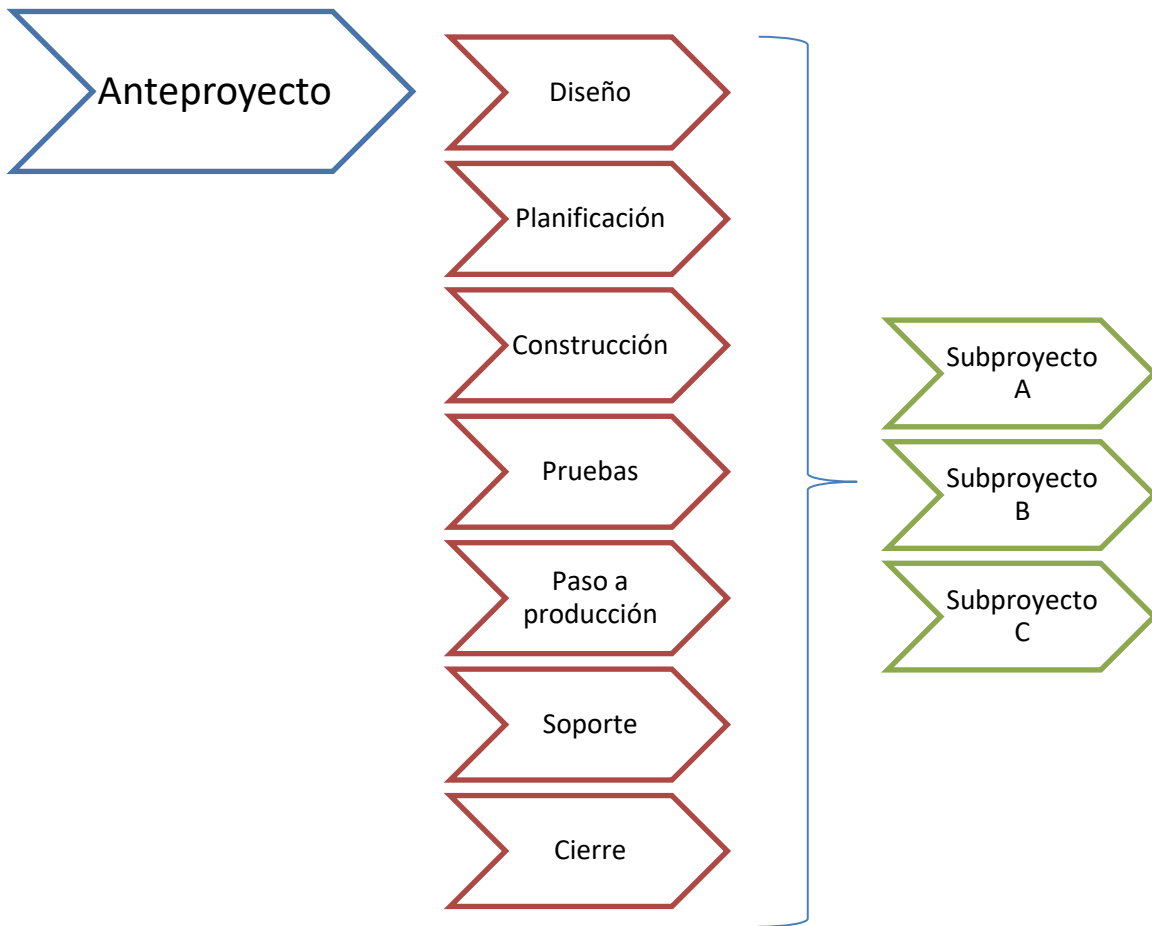 Anteproyecto
Diseño
Planificación
Construcción
Pruebas
Paso a
producción
Soporte
Cierre
Subproyecto
A
Subproyecto
B
Subproyecto
C